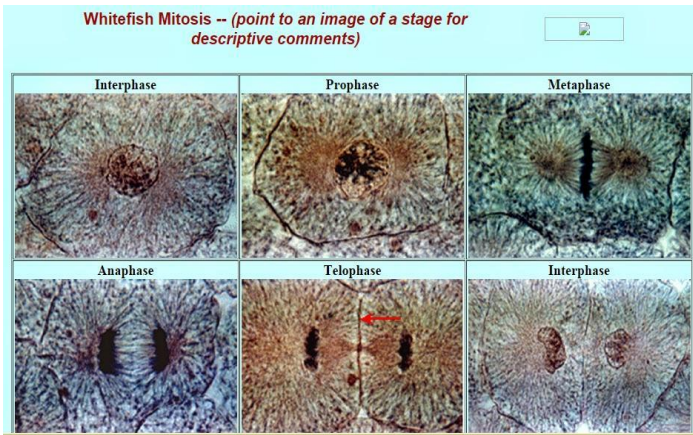 Whitefish Mitosis -- (point to an image of a stage for
descriptive comments)
Interphase
Prophase
Metaphase
Anaphase
Telophase
Interphase